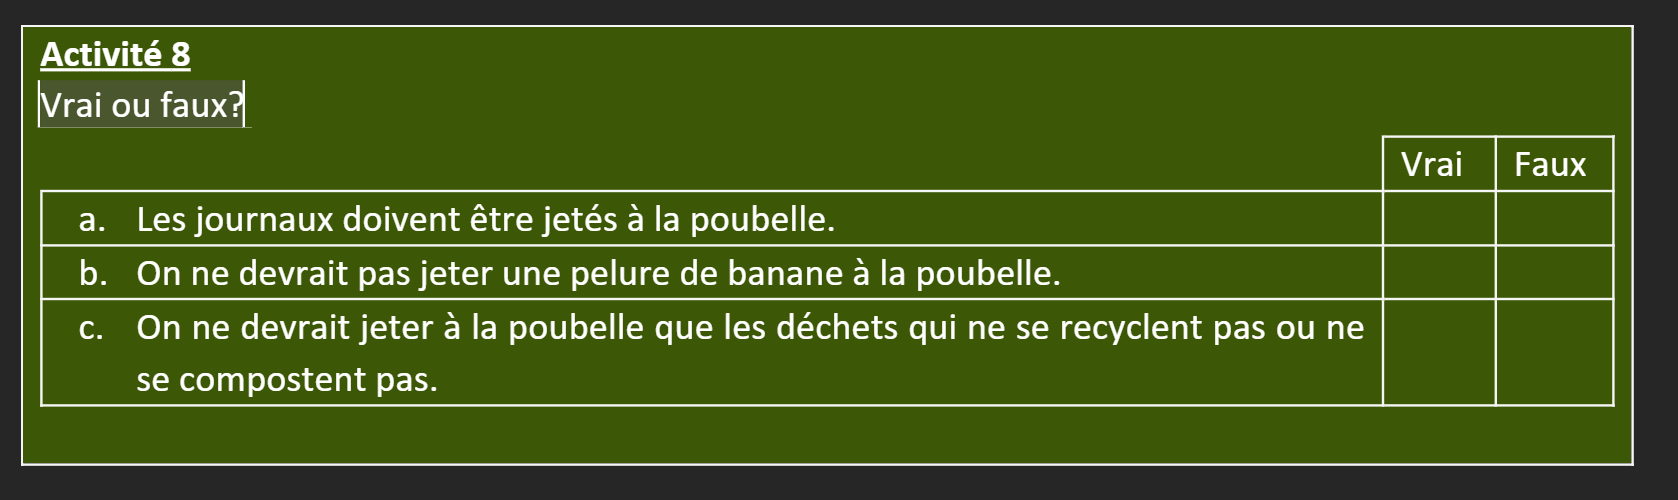 Activité 8
Vrai ou faux?
Vrai Faux
a. Les journaux doivent être jetés à la poubelle.
b. On ne devrait pas jeter une pelure de banane à la poubelle.
c. On ne devrait jeter à la poubelle que les déchets qui ne se recyclent pas ou ne
se compostent pas.